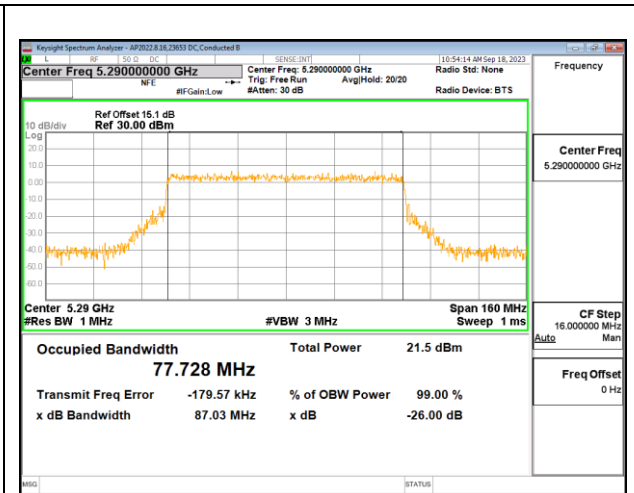 Keysight Spectrum Analyzer - AP2022.8.16,23653 DC,Conducted B
L RF 50 Ω DC SENSE:INT 10:54:14 AM Sep 18, 2023
Center Freq 5.290000000 GHz Center Freq: 5.290000000 GHz Radio Std: None
NFE Trig: Free Run Avg|Hold: 20/20
#IFGain:Low #Atten: 30 dB Radio Device: BTS
Frequency
Ref Offset 15.1 dB
10 dB/div Ref 30.00 dBm
Log
20.0
10.0
0.00
-10.0
-20.0
-30.0
-40.0
-50.0
-60.0
Center 5.29 GHz Span 160 MHz
#Res BW 1 MHz #VBW 3 MHz Sweep 1 ms
Occupied Bandwidth Total Power 21.5 dBm
77.728 MHz
Transmit Freq Error -179.57 kHz % of OBW Power 99.00 %
x dB Bandwidth 87.03 MHz x dB -26.00 dB
Center Freq
5.290000000 GHz
CF Step
16.000000 MHz
Auto Man
Freq Offset
0 Hz
MSG STATUS